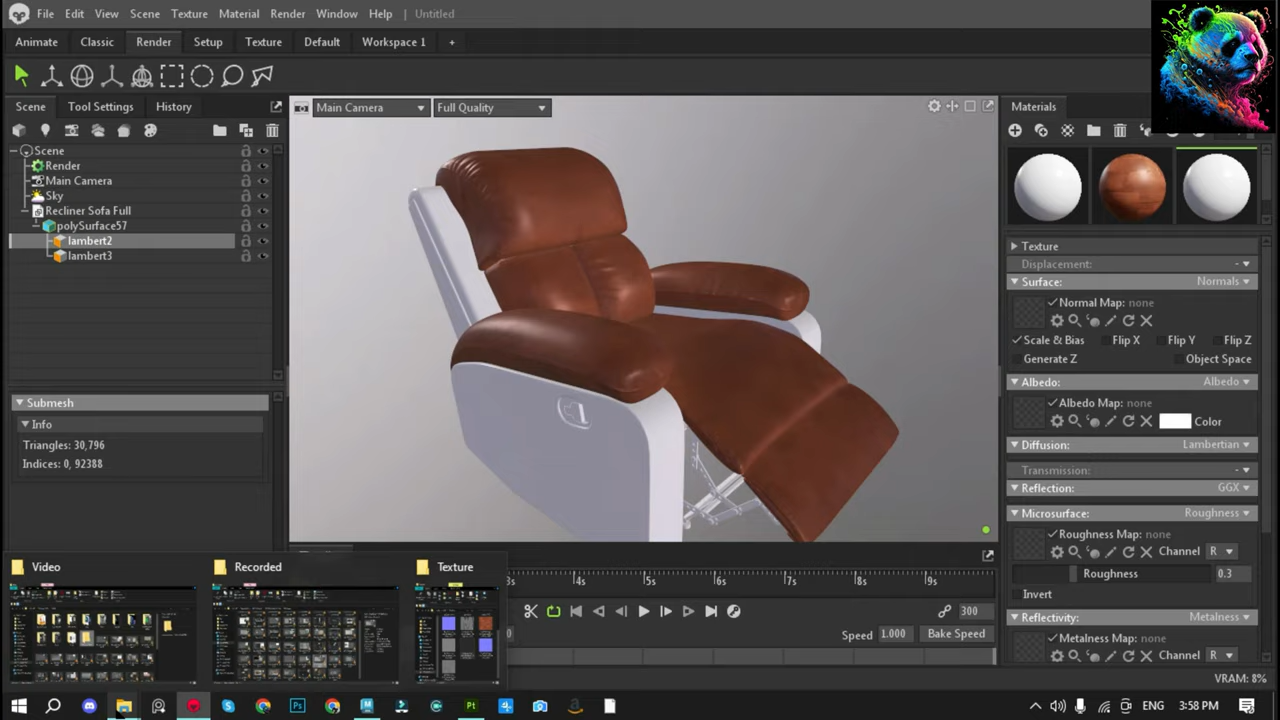 File Edit View Scene Texture Material Render Window Help Untitled
Animate Classic Render Setup Texture Default Workspace 1 +
Scene Tool Settings History
Main Camera Full Quality
Materials
Scene
Render
Main Camera
Sky
Recliner Sofa Full
polySurface57
lambert2
lambert3
Submesh
Info
Triangles: 30,796
Indices: 0, 92388
Texture
Displacement: -
Surface: Normals
Normal Map: none
Scale & Bias Flip X Flip Y Flip Z
Generate Z Object Space
Albedo: Albedo
Albedo Map: none
Color
Diffusion: Lambertian
Transmission: -
Reflection: GGX
Microsurface: Roughness
Roughness Map: none
Channel R
Roughness 0.3
Invert
Reflectivity: Metalness
Metalness Map: none
Channel R
Video Recorded Texture
3s 4s 5s 6s 7s 8s 9s
300
Speed 1.000 Bake Speed
VRAM: 8%
ENG 3:58 PM